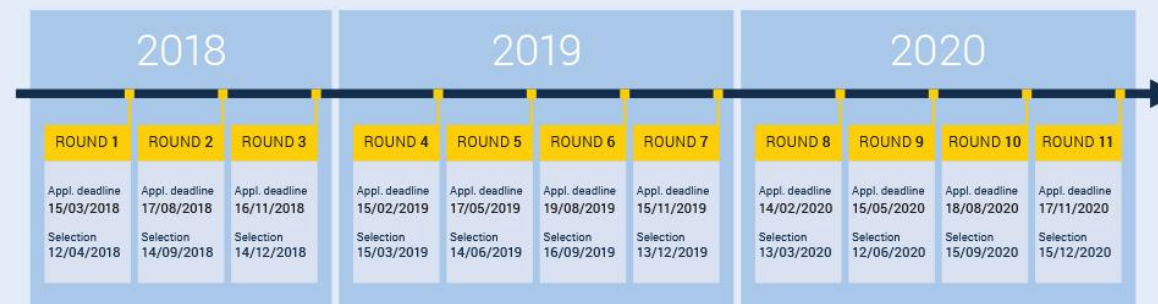 2018
ROUND 1
Appl. deadline
15/03/2018
Selection
12/04/2018
ROUND 2
Appl. deadline
17/08/2018
Selection
14/09/2018
ROUND 3
Appl. deadline
16/11/2018
Selection
14/12/2018
2019
ROUND 4
Appl. deadline
15/02/2019
Selection
15/03/2019
ROUND 5
Appl. deadline
17/05/2019
Selection
14/06/2019
ROUND 6
Appl. deadline
19/08/2019
Selection
16/09/2019
ROUND 7
Appl. deadline
15/11/2019
Selection
13/12/2019
2020
ROUND 8
Appl. deadline
14/02/2020
Selection
13/03/2020
ROUND 9
Appl. deadline
15/05/2020
Selection
12/06/2020
ROUND 10
Appl. deadline
18/08/2020
Selection
15/09/2020
ROUND 11
Appl. deadline
17/11/2020
Selection
15/12/2020